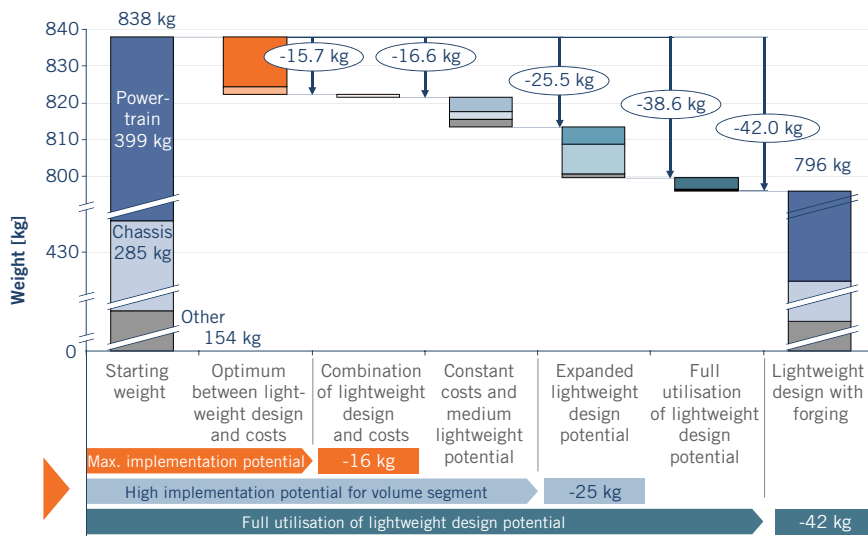 838 kg
840
830
820
810
800
430
0
Weight [kg]
Power-
train
399 kg
Chassis
285 kg
Other
154 kg
-15.7 kg
-16.6 kg
-25.5 kg
-38.6 kg
-42.0 kg
796 kg
Starting
weight
Optimum
between light-
weight design
and costs
Combination
of lightweight
design
and costs
Constant
costs and
medium
lightweight
potential
Expanded
lightweight
design
potential
Full
utilisation
of lightweight
design
potential
Lightweight
design with
forging
Max. implementation potential
-16 kg
High implementation potential for volume segment
-25 kg
Full utilisation of lightweight design potential
-42 kg